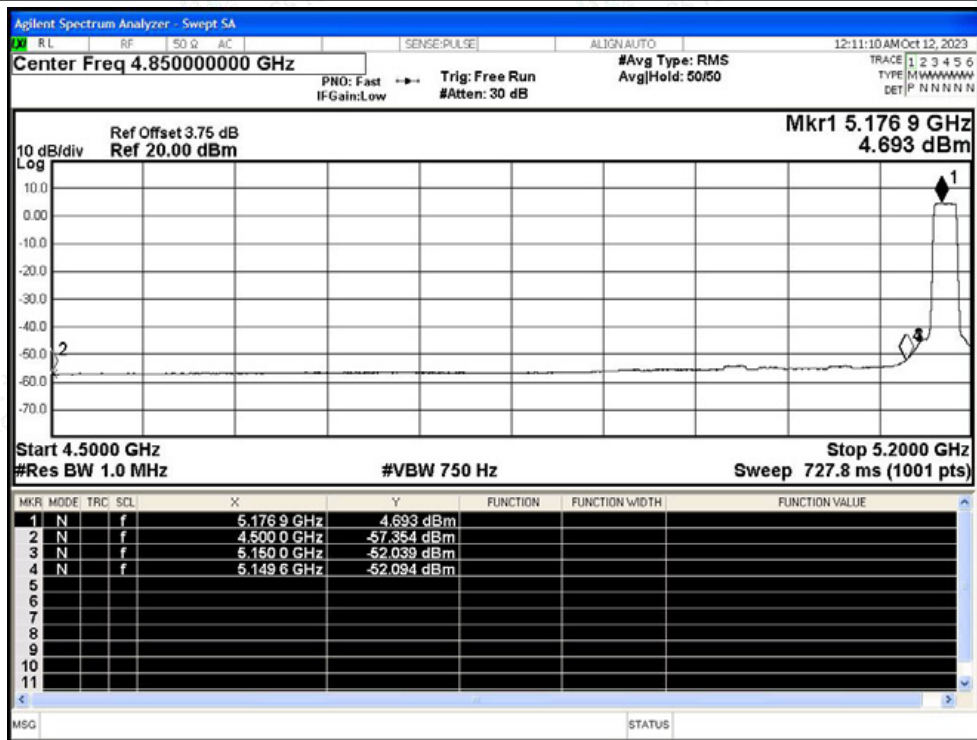 Agilent Spectrum Analyzer - Swept SA
RL RF 50 Ω AC SENSE:PULSE ALIGNAUTO 12:11:10 AM Oct 12, 2023
Center Freq 4.850000000 GHz
PNO: Fast
IFGain:Low
Trig: Free Run
#Atten: 30 dB
#Avg Type: RMS
Avg|Hold: 50/50
TRACE 1 2 3 4 5 6
TYPE M WWWWW
DET P N N N N N
Ref Offset 3.75 dB
10 dB/div Ref 20.00 dBm
Log
Mkr1 5.176 9 GHz
4.693 dBm
10.0
0.00
-10.0
-20.0
-30.0
-40.0
-50.0
-60.0
-70.0
1
2
Start 4.5000 GHz Stop 5.2000 GHz
#Res BW 1.0 MHz #VBW 750 Hz Sweep 727.8 ms (1001 pts)
MKR MODE TRC SCL X Y FUNCTION FUNCTION WIDTH FUNCTION VALUE
1 N f 5.176 9 GHz 4.693 dBm
2 N f 4.500 0 GHz -57.354 dBm
3 N f 5.150 0 GHz -52.039 dBm
4 N f 5.149 6 GHz -52.094 dBm
5
6
7
8
9
10
11
MSG STATUS